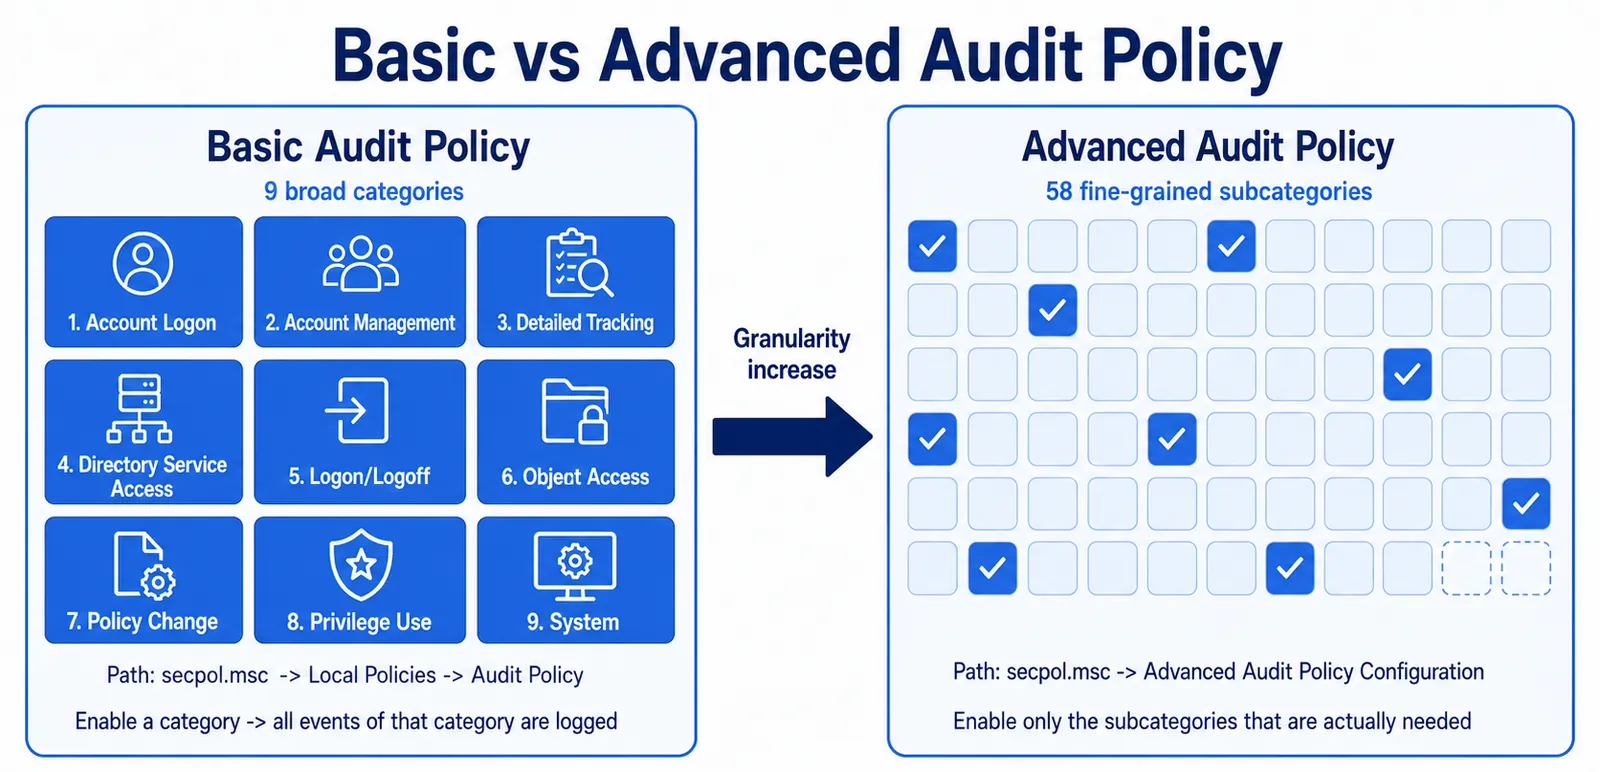 Basic vs Advanced Audit Policy
Basic Audit Policy
9 broad categories
1. Account Logon
2. Account Management
3. Detailed Tracking
4. Directory Service
Access
5. Logon/Logoff
6. Object Access
7. Policy Change
8. Privilege Use
9. System
Path: secpol.msc -> Local Policies -> Audit Policy
Enable a category -> all events of that category are logged
Granularity
increase
Advanced Audit Policy
58 fine-grained subcategories
Path: secpol.msc -> Advanced Audit Policy Configuration
Enable only the subcategories that are actually needed